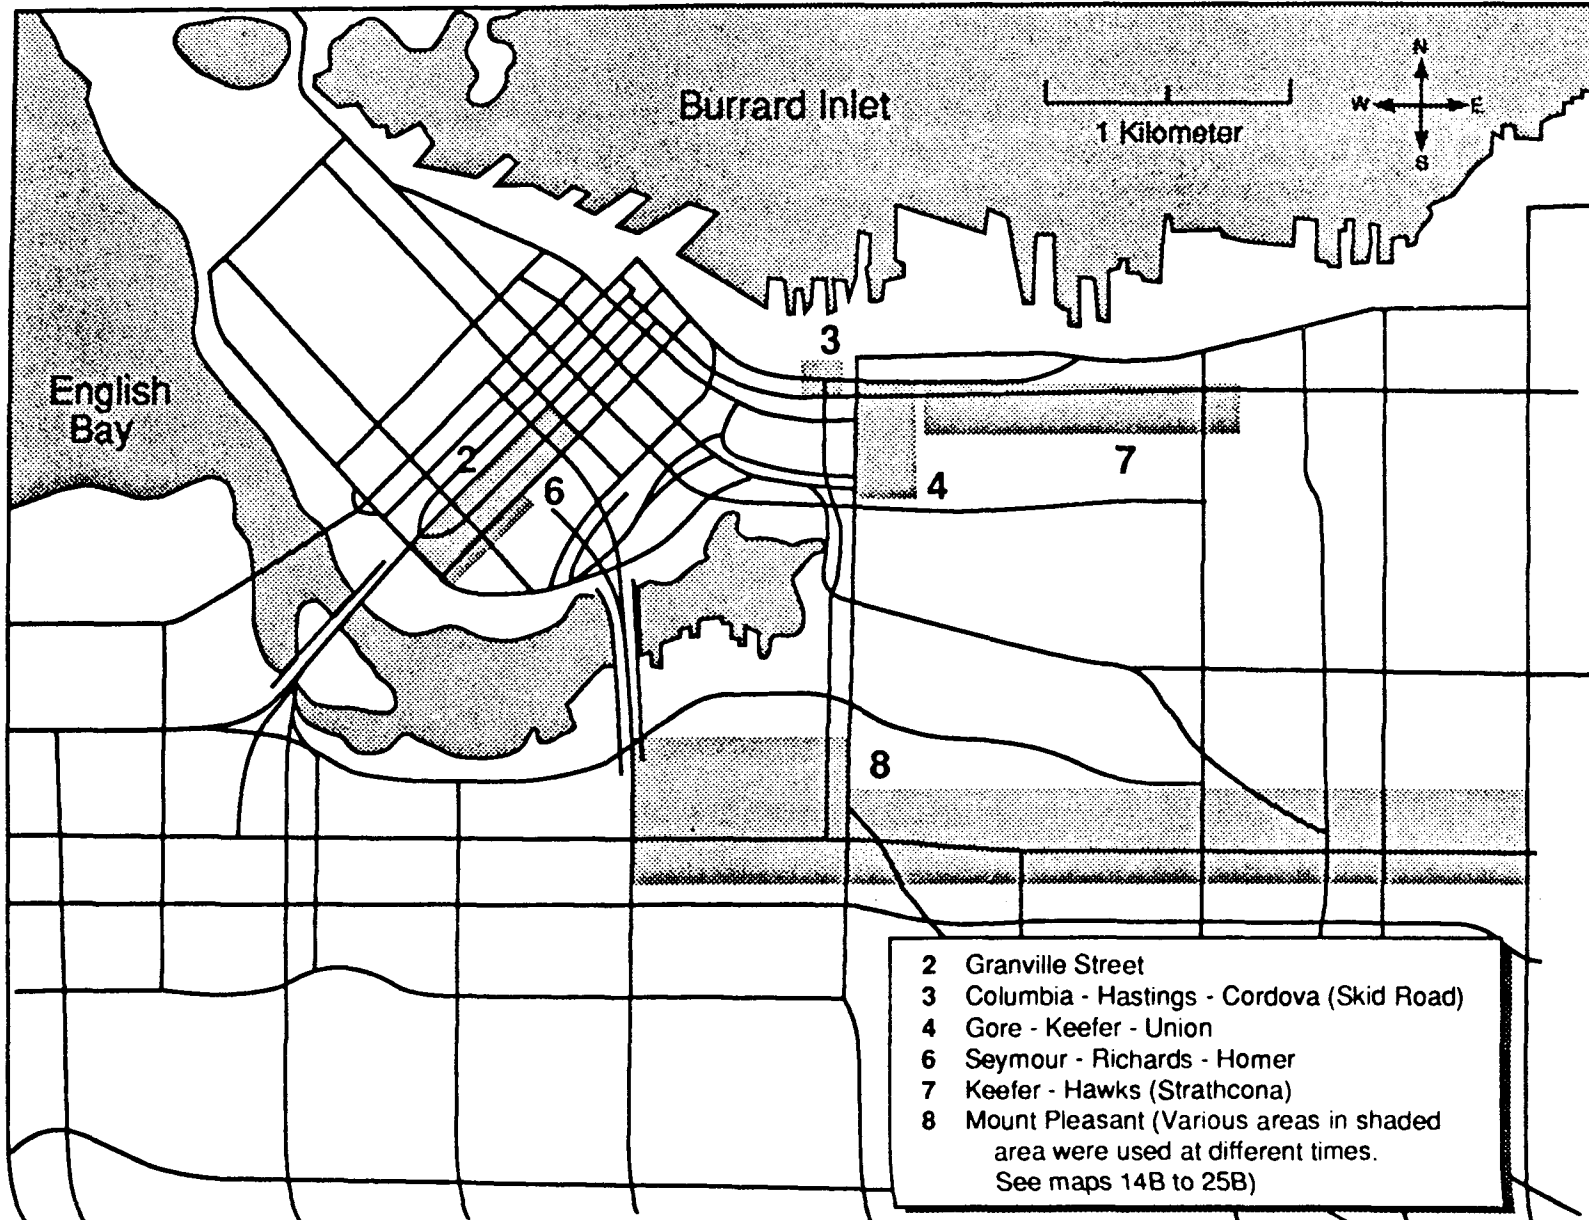 Burrard Inlet
1 Kilometer
N
W E
S
English
Bay
3
2
6
4
7
8
2 Granville Street
3 Columbia - Hastings - Cordova (Skid Road)
4 Gore - Keefer - Union
6 Seymour - Richards - Homer
7 Keefer - Hawks (Strathcona)
8 Mount Pleasant (Various areas in shaded
area were used at different times.
See maps 14B to 25B)